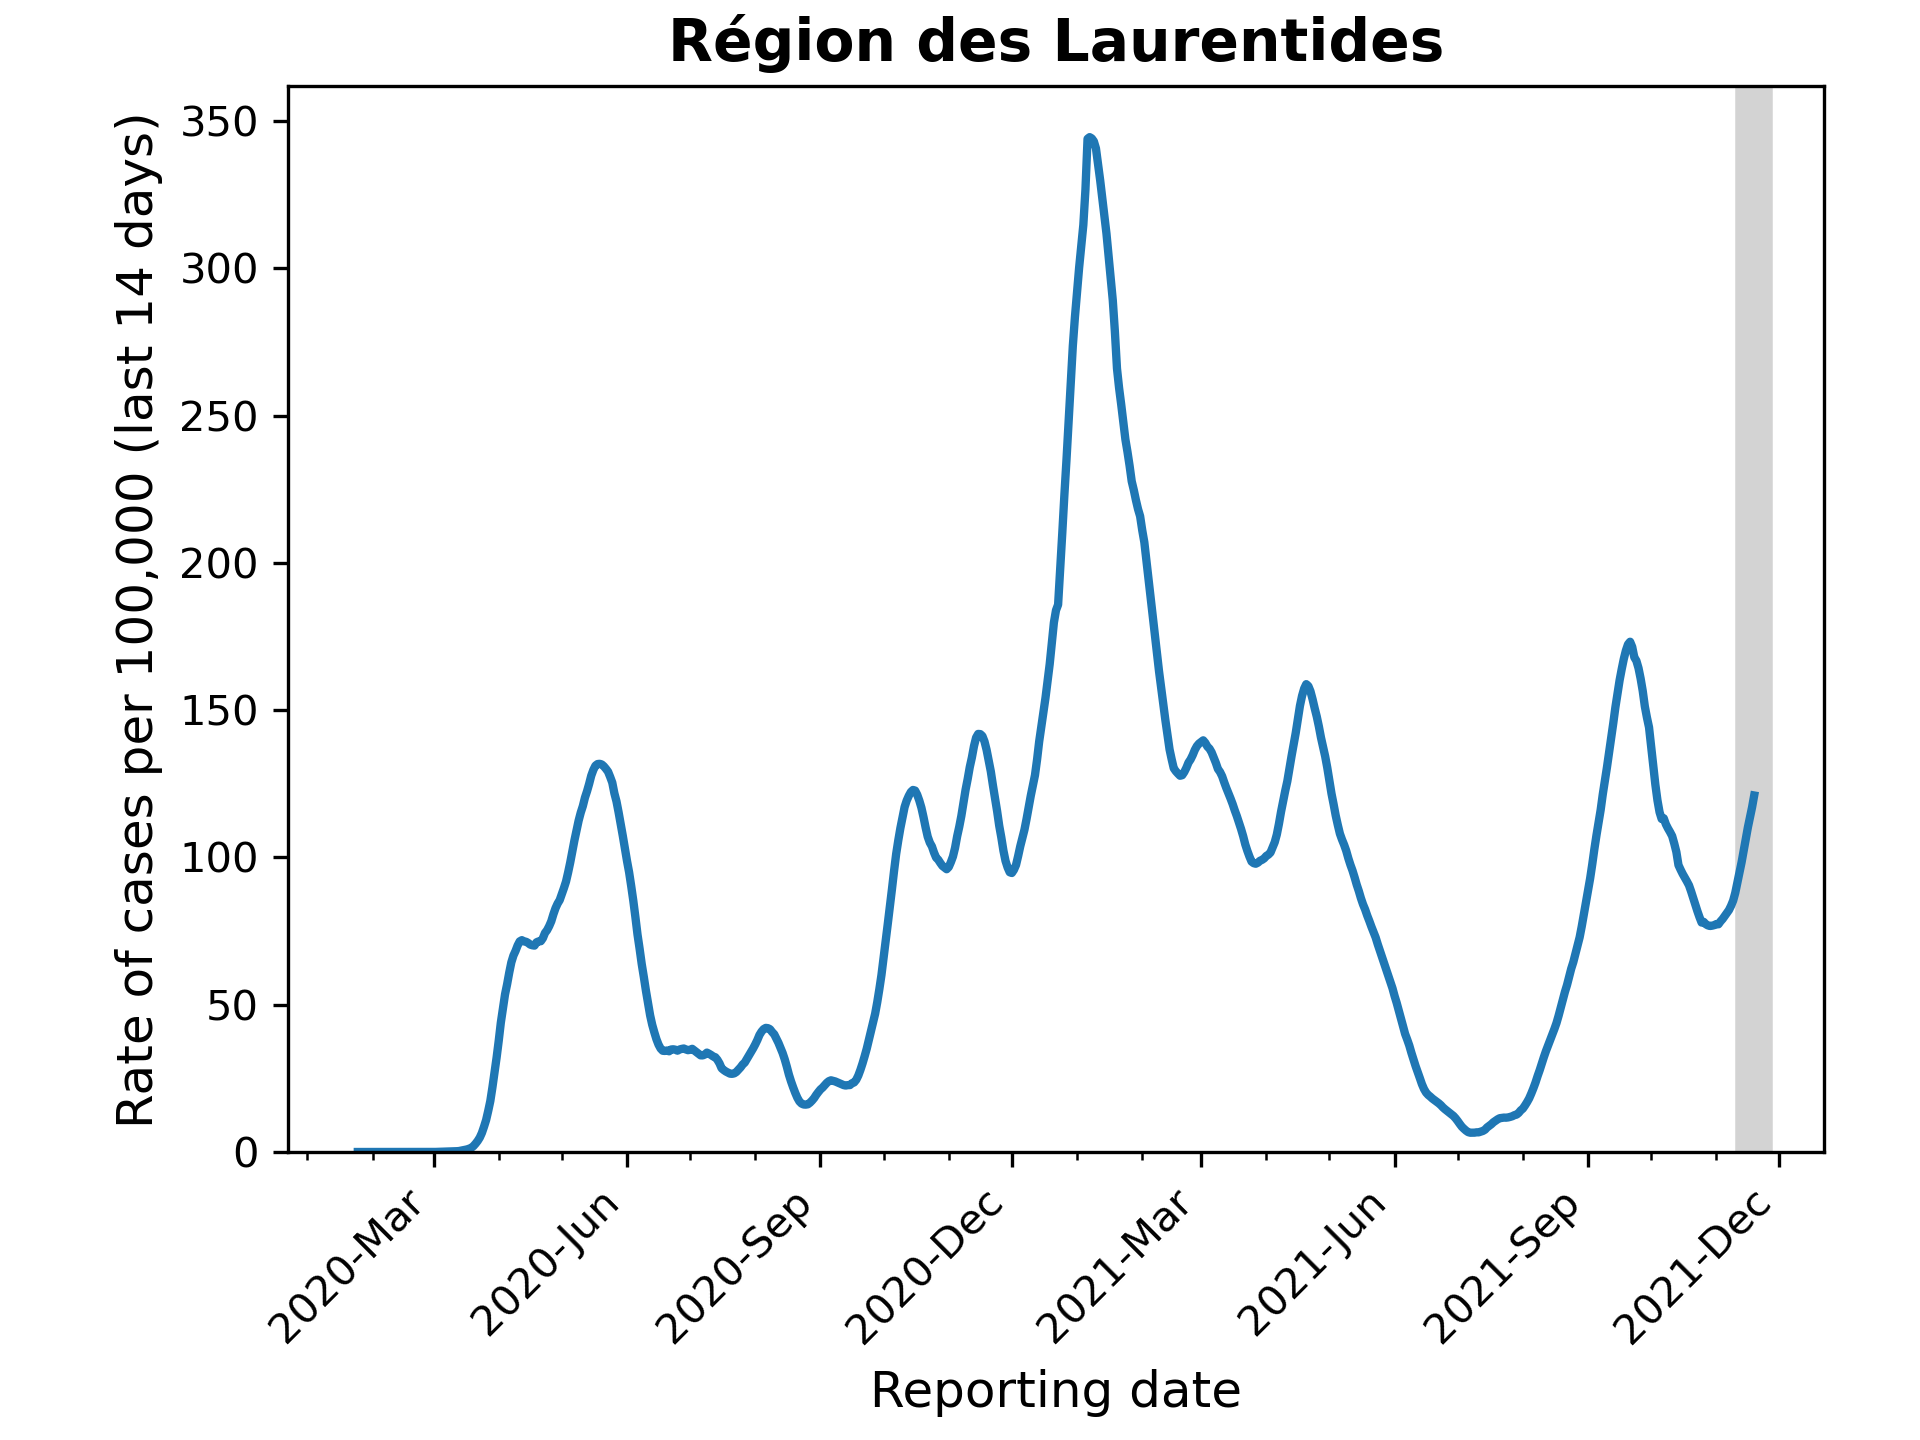 Région des Laurentides
Rate of cases per 100,000 (last 14 days)
350
300
250
200
150
100
50
0
2020-Mar
2020-Jun
2020-Sep
2020-Dec
2021-Mar
2021-Jun
2021-Sep
2021-Dec
Reporting date